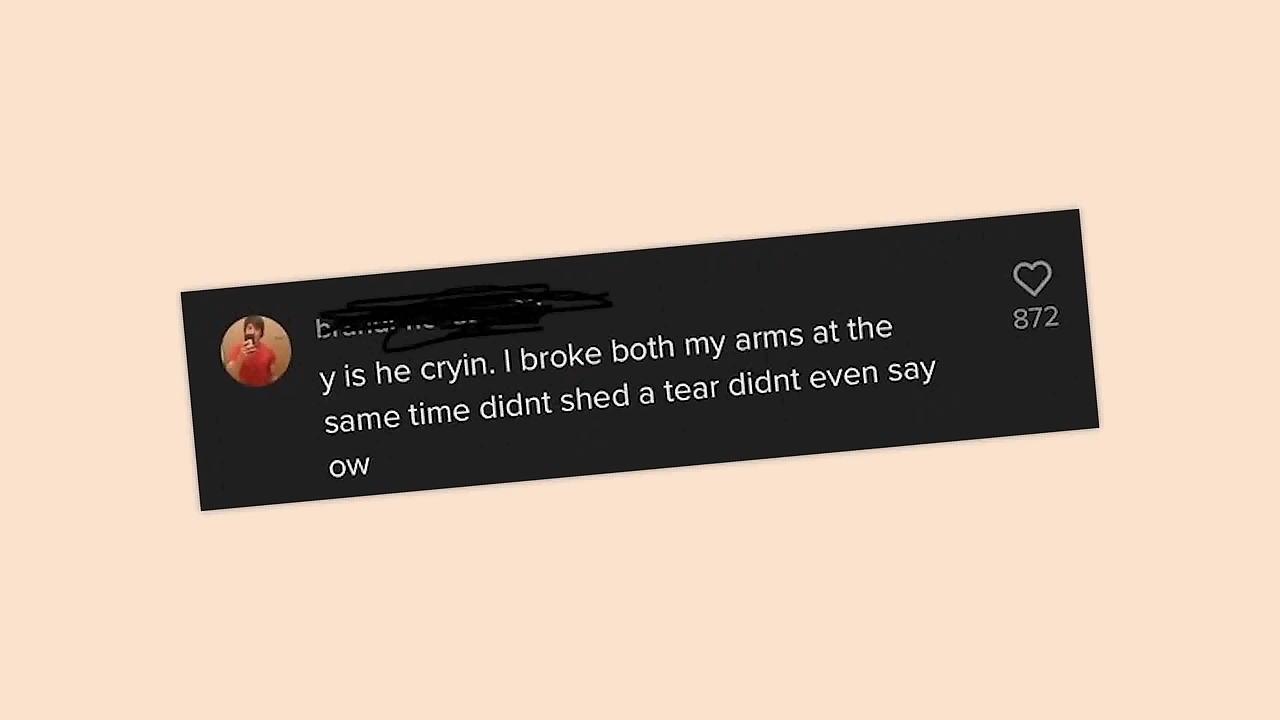 y is he cryin. I broke both my arms at the
same time didnt shed a tear didnt even say
ow
872